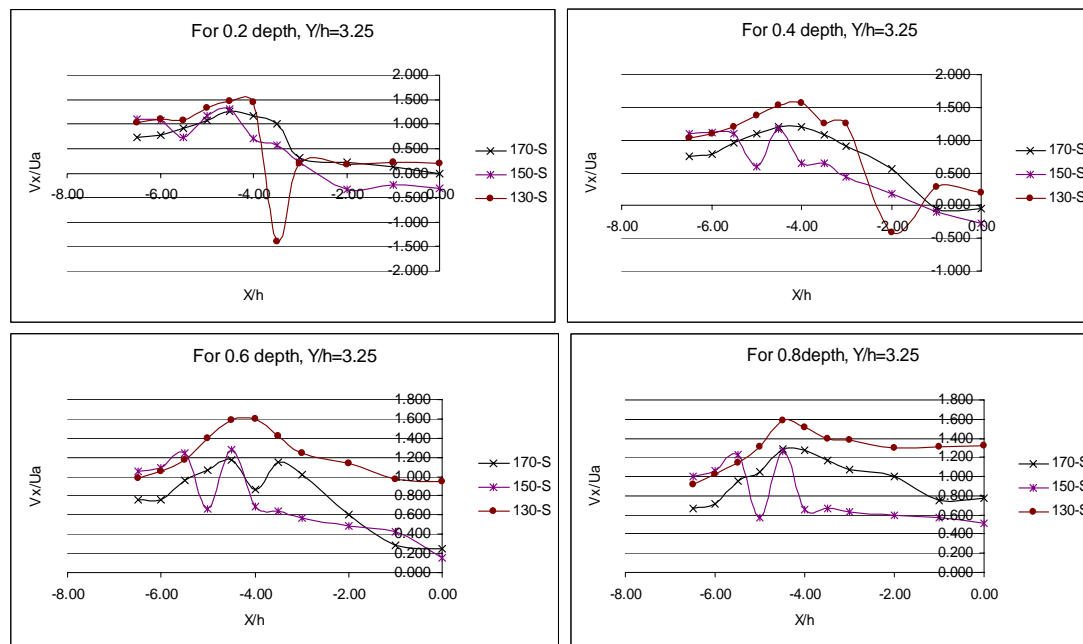 For 0.2 depth, Y/h=3.25
2.000
1.500
1.000
0.500
0.000
-0.500
-1.000
-1.500
-2.000
-8.00 -6.00 -4.00 -2.00 0.00
Vx/Ua
X/h
170-S
150-S
130-S
For 0.4 depth, Y/h=3.25
2.000
1.500
1.000
0.500
0.000
-0.500
-1.000
-8.00 -6.00 -4.00 -2.00 0.00
Vx/Ua
X/h
170-S
150-S
130-S
For 0.6 depth, Y/h=3.25
1.800
1.600
1.400
1.200
1.000
0.800
0.600
0.400
0.200
0.000
-8.00 -6.00 -4.00 -2.00 0.00
Vx/Ua
X/h
170-S
150-S
130-S
For 0.8depth, Y/h=3.25
1.800
1.600
1.400
1.200
1.000
0.800
0.600
0.400
0.200
0.000
-8.00 -6.00 -4.00 -2.00 0.00
Vx/Ua
X/h
170-S
150-S
130-S